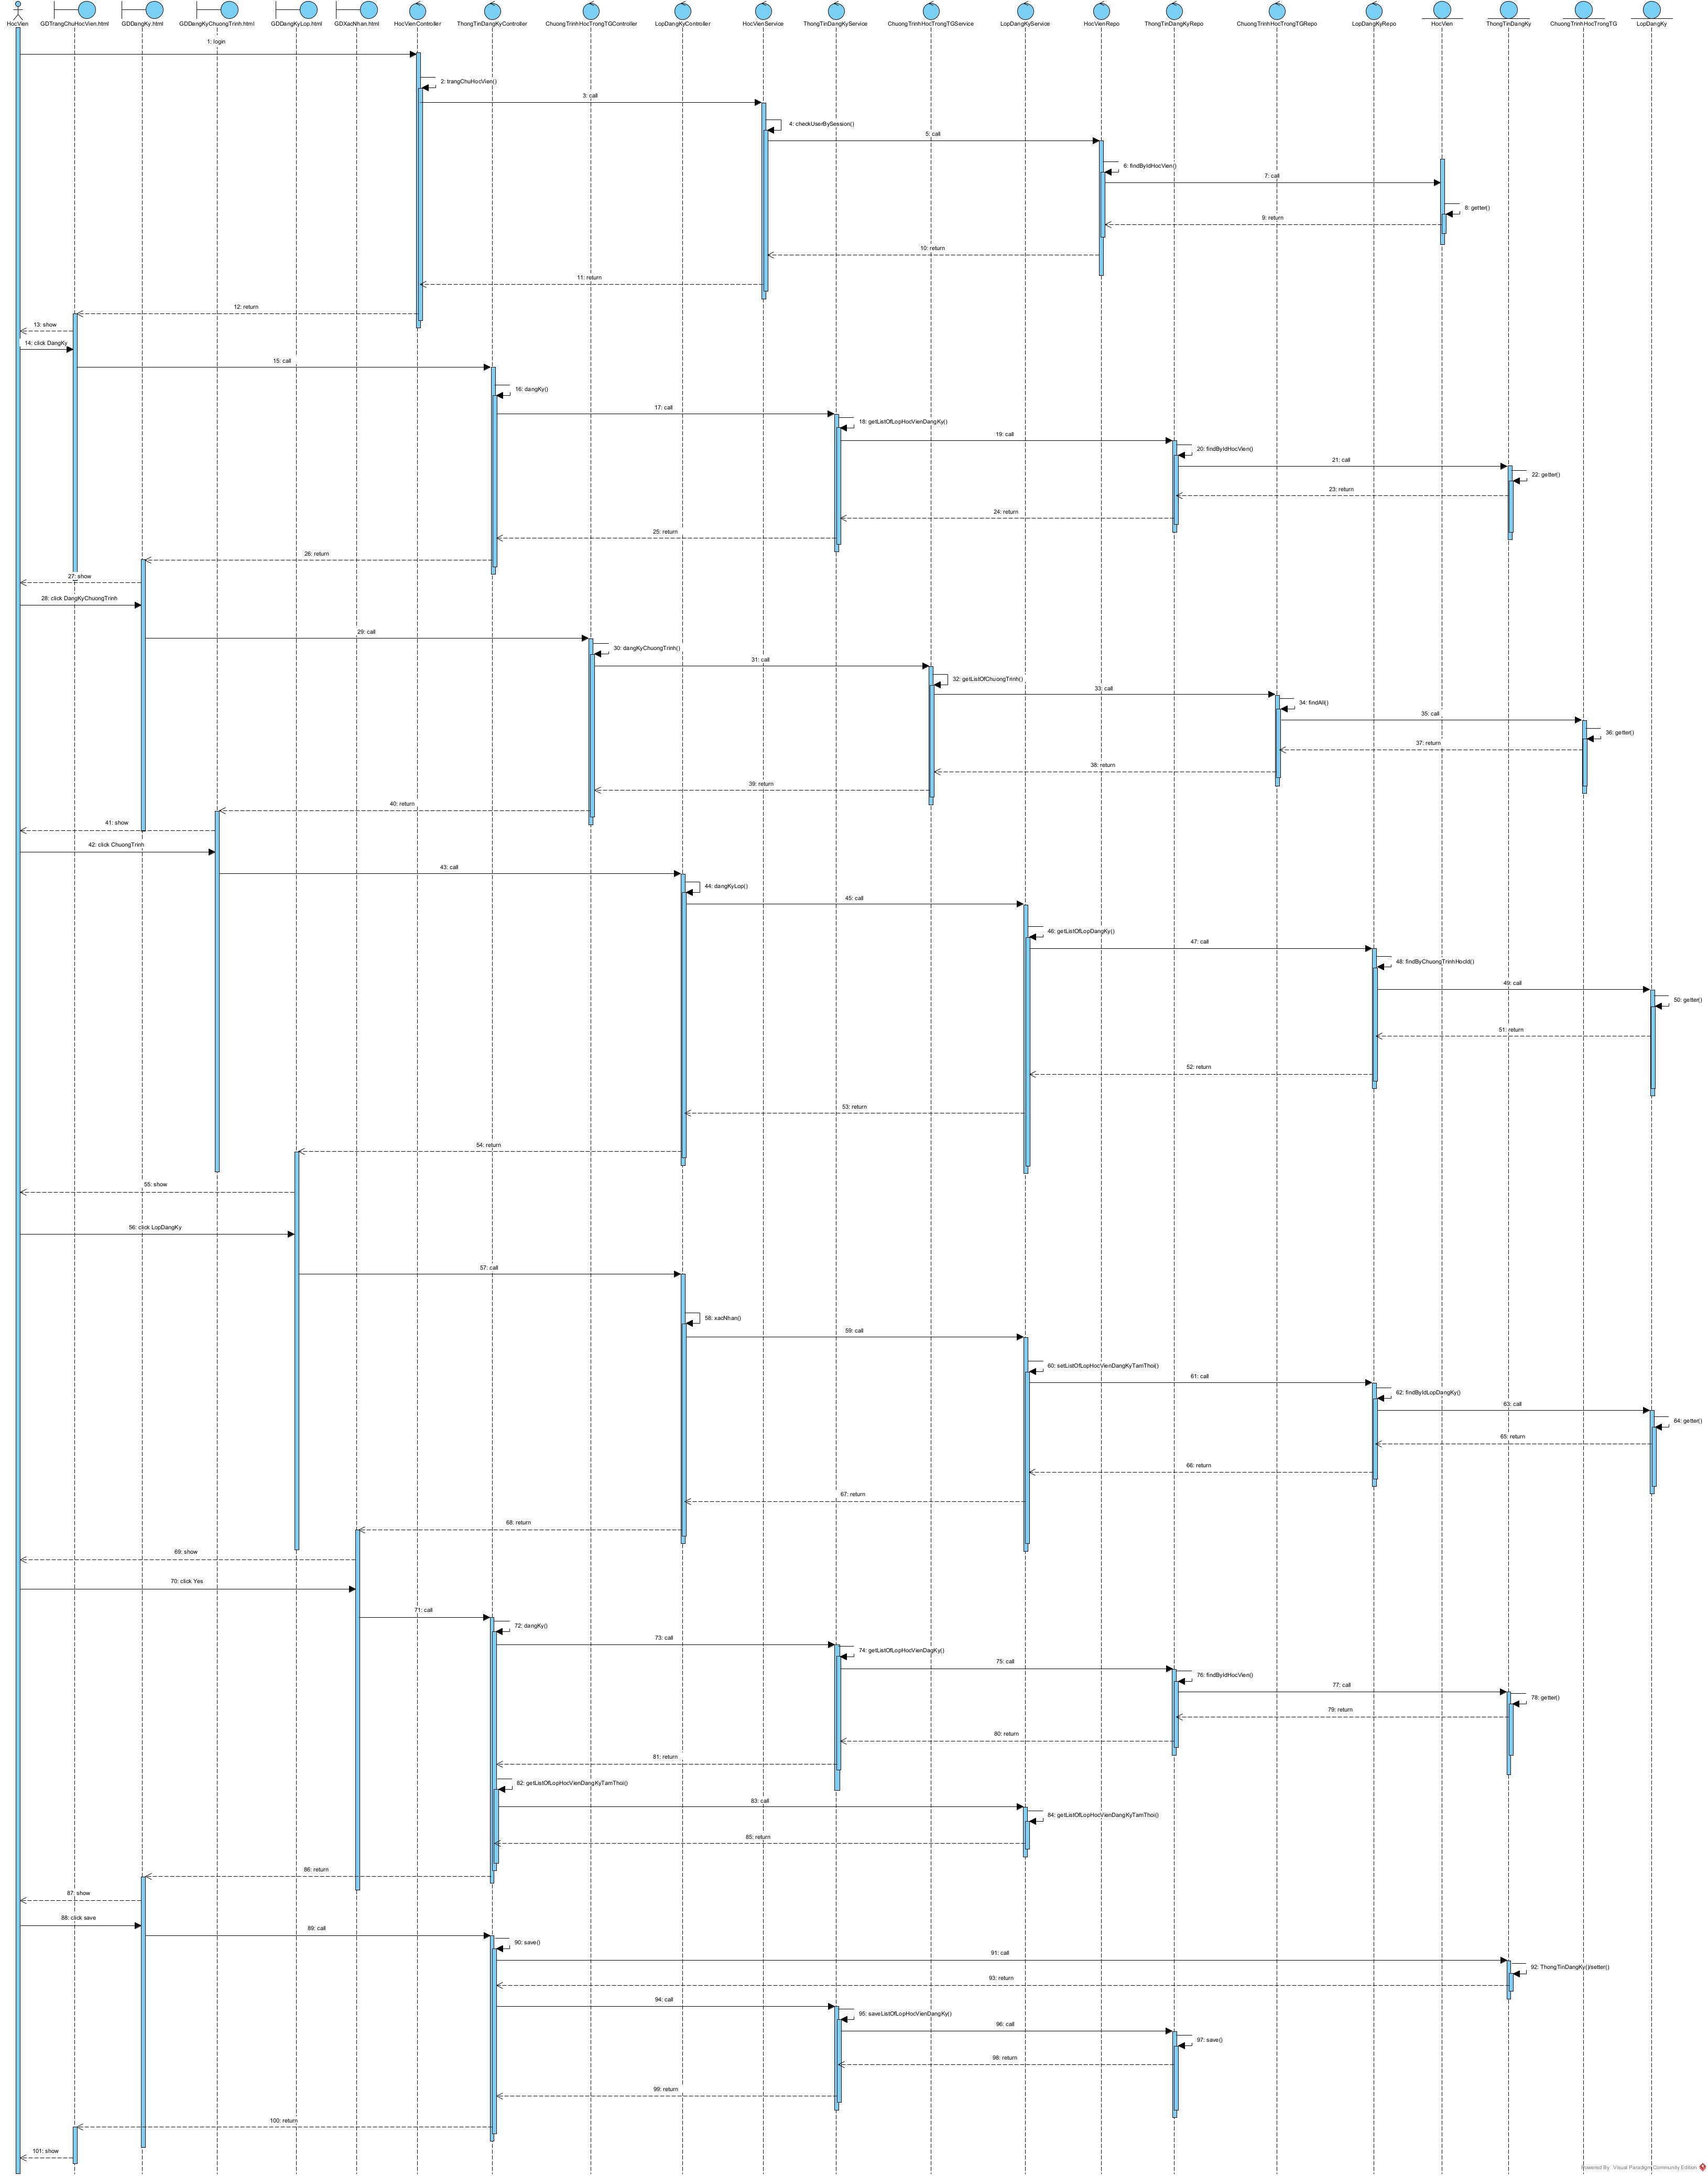 HocVien
GDTrangChuHocVien.html
GDDangKy.html
GDDangKyChuongTrinh.html
GDDangKyLop.html
GDXacNhan.html
HocVienController
ThongTinDangKyController
ChuongTrinhHocTrongTGController
LopDangKyController
HocVienService
ThongTinDangKyService
ChuongTrinhHocTrongTGService
LopDangKyService
HocVienRepo
ThongTinDangKyRepo
ChuongTrinhHocTrongTGRepo
LopDangKyRepo
HocVien
ThongTinDangKy
ChuongTrinhHocTrongTG
LopDangKy
1: login
2: trangChuHocVien()
3: call
4: checkUserBySession()
5: call
6: findByIdHocVien()
7: call
8: getter()
9: return
10: return
11: return
12: return
13: show
14: click DangKy
15: call
16: dangKy()
17: call
18: getListOfLopHocVienDangKy()
19: call
20: findByIdHocVien()
21: call
22: getter()
23: return
24: return
25: return
26: return
27: show
28: click DangKyChuongTrinh
29: call
30: dangKyChuongTrinh()
31: call
32: getListOfChuongTrinh()
33: call
34: findAll()
35: call
36: getter()
37: return
38: return
39: return
40: return
41: show
42: click ChuongTrinh
43: call
44: dangKyLop()
45: call
46: getListOfLopDangKy()
47: call
48: findByChuongTrinhHocId()
49: call
50: getter()
51: return
52: return
53: return
54: return
55: show
56: click LopDangKy
57: call
58: xacNhan()
59: call
60: setListOfLopHocVienDangKyTamThoi()
61: call
62: findByIdLopDangKy()
63: call
64: getter()
65: return
66: return
67: return
68: return
69: show
70: click Yes
71: call
72: dangKy()
73: call
74: getListOfLopHocVienDagKy()
75: call
76: findByIdHocVien()
77: call
78: getter()
79: return
80: return
81: return
82: getListOfLopHocVienDangKyTamThoi()
83: call
84: getListOfLopHocVienDangKyTamThoi()
85: return
86: return
87: show
88: click save
89: call
90: save()
91: call
92: ThongTinDangKy()/setter()
93: return
94: call
95: saveListOfLopHocVienDangKy()
96: call
97: save()
98: return
99: return
100: return
101: show
Powered By: Visual Paradigm Community Edition